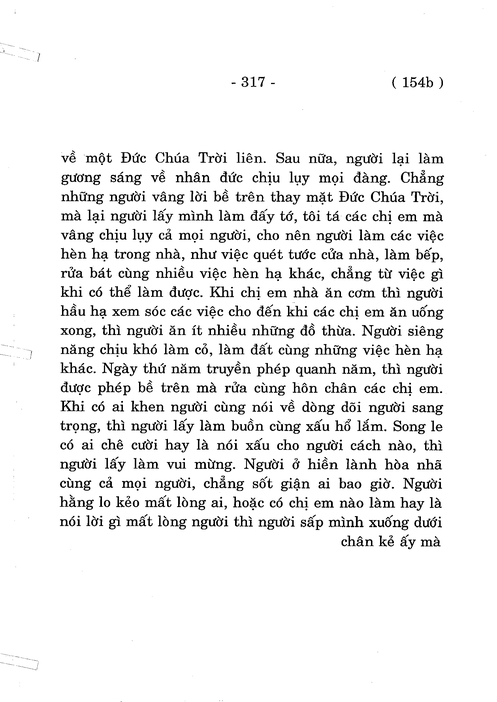 - 317 -
( 154b )
về một Đức Chúa Trời liên. Sau nữa, người lại làm
gương sáng về nhân đức chịu lụy mọi đàng. Chẳng
những người vâng lời bề trên thay mặt Đức Chúa Trời,
mà lại người lấy mình làm đấy tớ, tôi tá các chị em mà
vâng chịu lụy cả mọi người, cho nên người làm các việc
hèn hạ trong nhà, như việc quét tước cửa nhà, làm bếp,
rửa bát cùng nhiều việc hèn hạ khác, chẳng từ việc gì
khi có thể làm được. Khi chị em nhà ăn cơm thì người
hầu hạ xem sóc các việc cho đến khi các chị em ăn uống
xong, thì người ăn ít nhiều những đồ thừa. Người siêng
năng chịu khó làm cỏ, làm đất cùng những việc hèn hạ
khác. Ngày thứ năm truyền phép quanh năm, thì người
được phép bề trên mà rửa cùng hôn chân các chị em.
Khi có ai khen người cùng nói về dòng dõi người sang
trọng, thì người lấy làm buồn cùng xấu hổ lắm. Song le
có ai chê cười hay là nói xấu cho người cách nào, thì
người lấy làm vui mừng. Người ở hiền lành hòa nhã
cùng cả mọi người, chẳng sốt giận ai bao giờ. Người
hằng lo kẻo mất lòng ai, hoặc có chị em nào làm hay là
nói lời gì mất lòng người thì người sấp mình xuống dưới
chân kẻ ấy mà